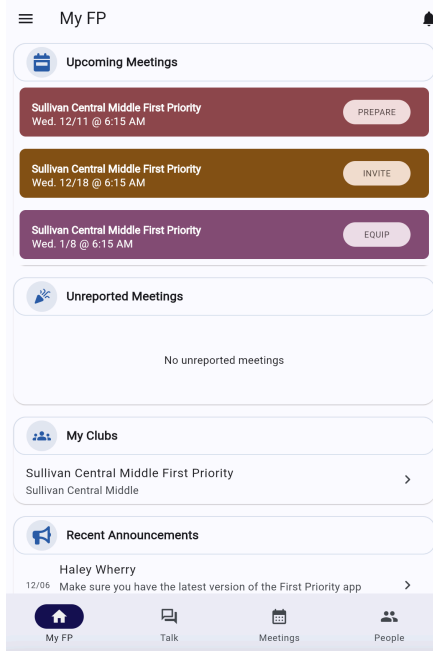 My FP
Upcoming Meetings
Sullivan Central Middle First Priority
Wed. 12/11 @ 6:15 AM
PREPARE
Sullivan Central Middle First Priority
Wed. 12/18 @ 6:15 AM
INVITE
Sullivan Central Middle First Priority
Wed. 1/8 @ 6:15 AM
EQUIP
Unreported Meetings
No unreported meetings
My Clubs
Sullivan Central Middle First Priority
Sullivan Central Middle
Recent Announcements
Haley Wherry
12/06 Make sure you have the latest version of the First Priority app
My FP Talk Meetings People